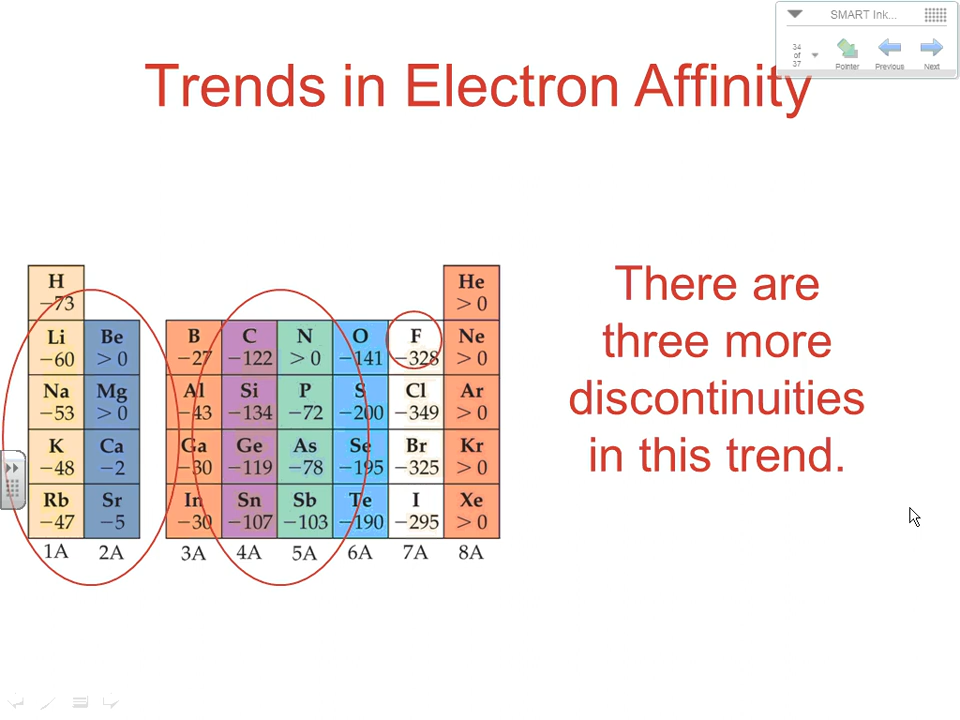 SMART Ink...
34
of
37
Pointer Previous Next
Trends in Electron Affinity
There are
three more
discontinuities
in this trend.
H He
−73 > 0
Li Be B C N O F Ne
−60 > 0 −27 −122 > 0 −141 −328 > 0
Na Mg Al Si P S Cl Ar
−53 > 0 −43 −134 −72 −200 −349 > 0
K Ca Ga Ge As Se Br Kr
−48 −2 −30 −119 −78 −195 −325 > 0
Rb Sr In Sn Sb Te I Xe
−47 −5 −30 −107 −103 −190 −295 > 0
1A 2A 3A 4A 5A 6A 7A 8A